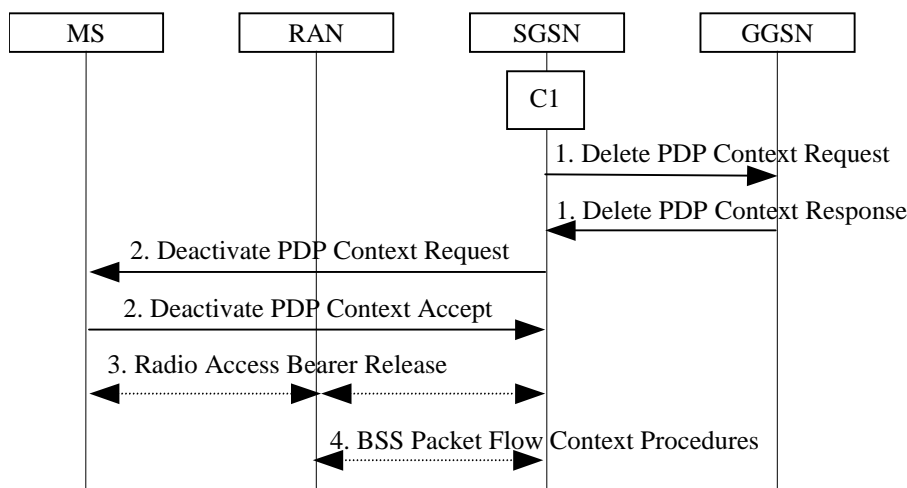 MS
RAN
SGSN
GGSN
C1
1. Delete PDP Context Request
1. Delete PDP Context Response
2. Deactivate PDP Context Request
2. Deactivate PDP Context Accept
3. Radio Access Bearer Release
4. BSS Packet Flow Context Procedures